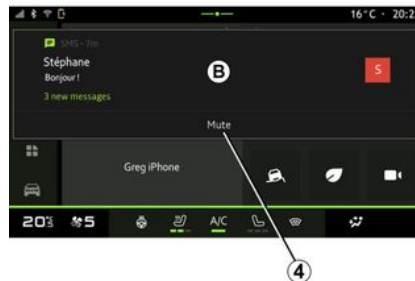 16°C · 20:2
SMS · 7m
Stéphane
Bonjour!
3 new messages
B
S
Mute
Greg iPhone
20.5
5
A/C
4